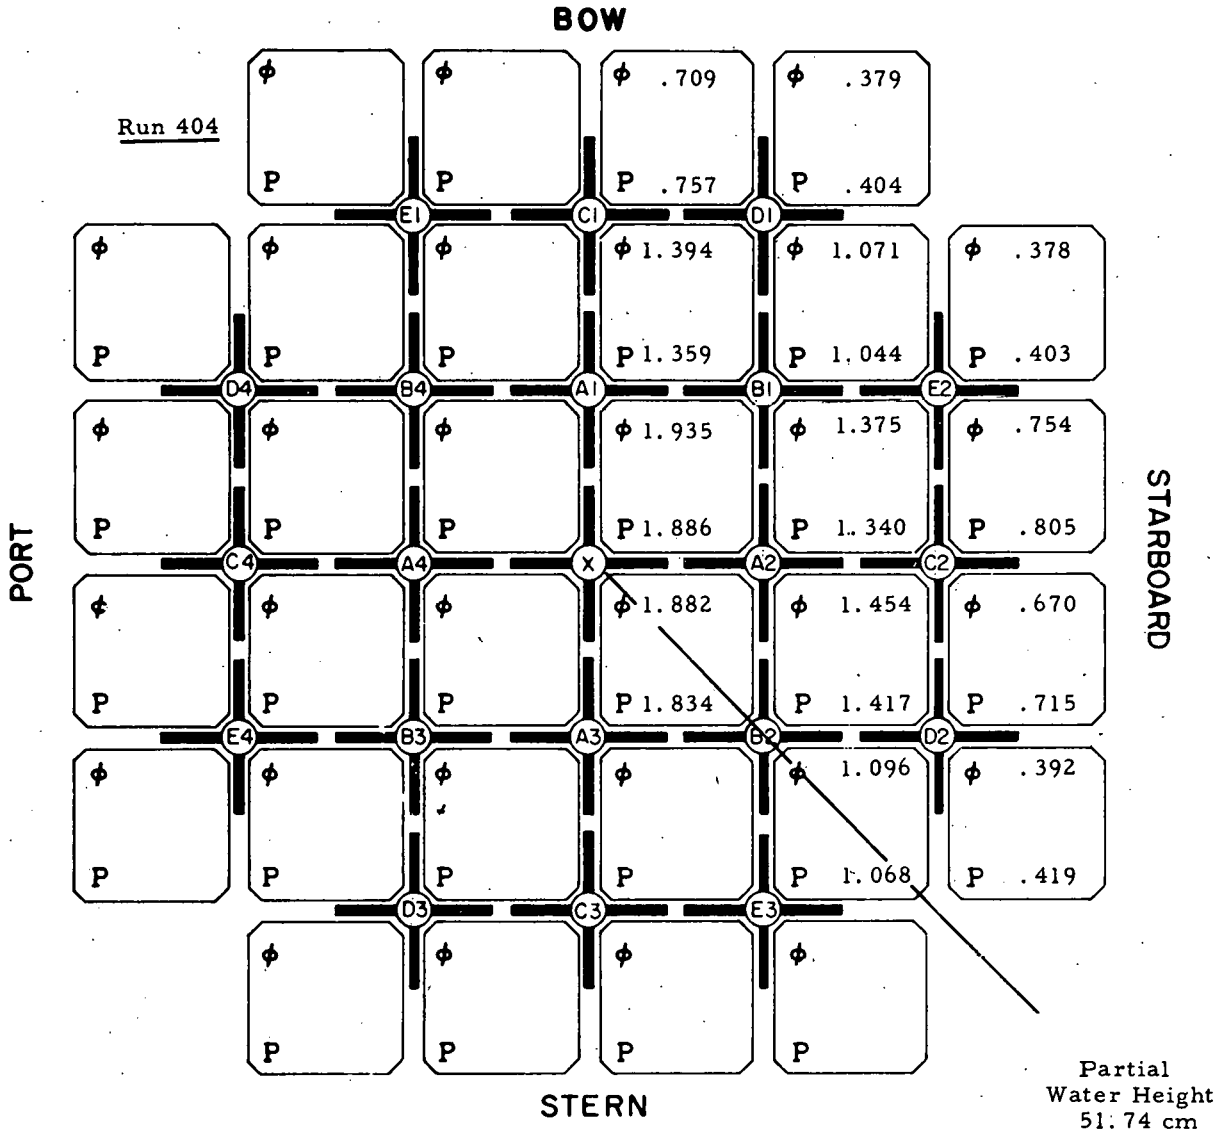 BOW
Run 404
ϕ ϕ ϕ .709 ϕ .379
P P P .757 P .404
E1 C1 D1
ϕ ϕ ϕ ϕ 1.394 ϕ 1.071 ϕ .378
P P P P 1.359 P 1.044 P .403
D4 B4 A1 B1 E2
ϕ ϕ ϕ ϕ 1.935 ϕ 1.375 ϕ .754
P P P P 1.886 P 1.340 P .805
PORT
STARBOARD
C4 A4 X A2 C2
ϕ ϕ ϕ ϕ 1.882 ϕ 1.454 ϕ .670
P P P P 1.834 P 1.417 P .715
E4 B3 A3 B2 D2
ϕ ϕ ϕ ϕ ϕ 1.096 ϕ .392
P P P P P 1.068 P .419
D3 C3 E3
ϕ ϕ ϕ ϕ
P P P P
STERN
Partial
Water Height
51.74 cm